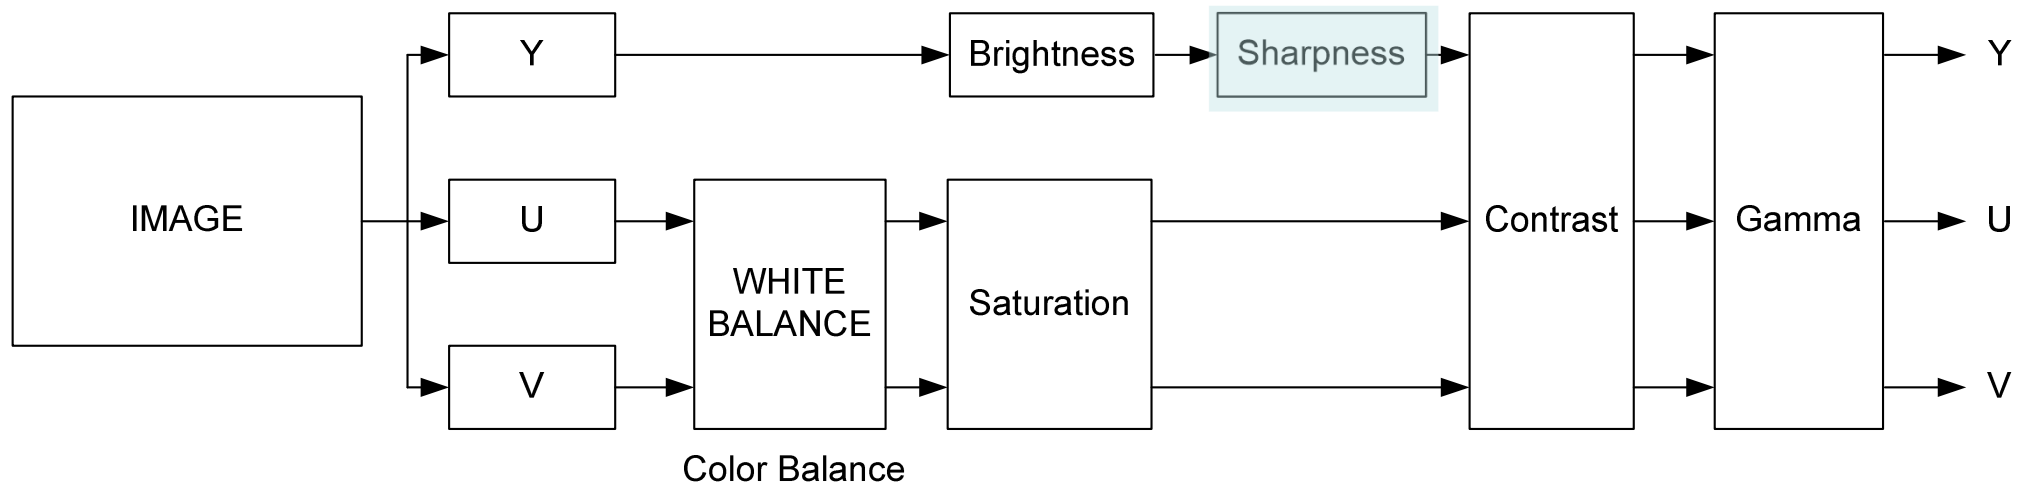 Y
Brightness
Sharpness
Y
IMAGE
U
Contrast
Gamma
U
WHITE
BALANCE
Saturation
V
V
Color Balance